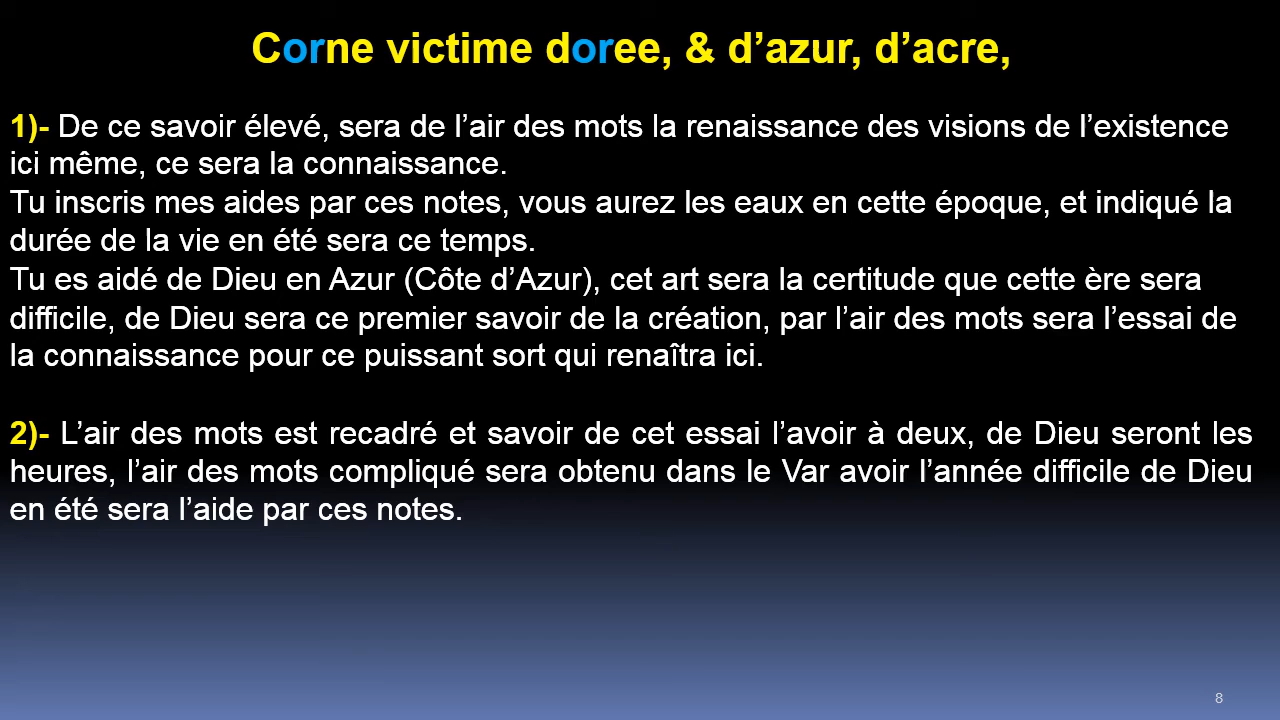 Corne victime doree, & d’azur, d’acre,
1)- De ce savoir élevé, sera de l’air des mots la renaissance des visions de l’existence
ici même, ce sera la connaissance.
Tu inscris mes aides par ces notes, vous aurez les eaux en cette époque, et indiqué la
durée de la vie en été sera ce temps.
Tu es aidé de Dieu en Azur (Côte d’Azur), cet art sera la certitude que cette ère sera
difficile, de Dieu sera ce premier savoir de la création, par l’air des mots sera l’essai de
la connaissance pour ce puissant sort qui renaîtra ici.
2)- L’air des mots est recadré et savoir de cet essai l’avoir à deux, de Dieu seront les
heures, l’air des mots compliqué sera obtenu dans le Var avoir l’année difficile de Dieu
en été sera l’aide par ces notes.
8